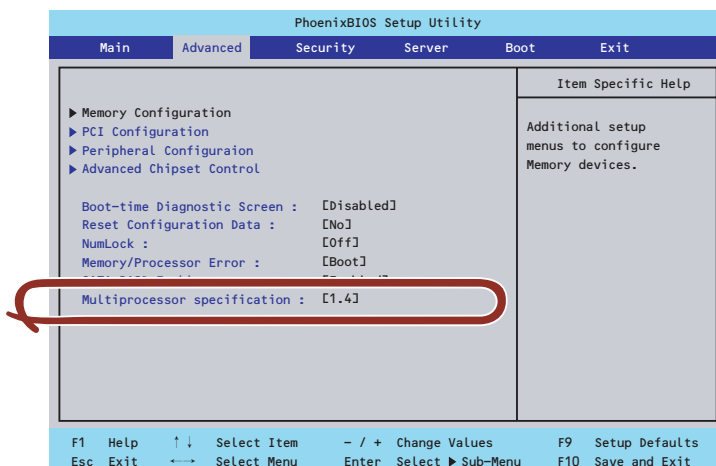 PhoenixBIOS Setup Utility
Main Advanced Security Server Boot Exit
Item Specific Help
▶ Memory Configuration
▶ PCI Configuration
▶ Peripheral Configuraion
▶ Advanced Chipset Control
Additional setup
menus to configure
Memory devices.
Boot-time Diagnostic Screen : [Disabled]
Reset Configuration Data : [No]
NumLock : [Off]
Memory/Processor Error : [Boot]
Multiprocessor specification : [1.4]
F1 Help ↑↓ Select Item - / + Change Values F9 Setup Defaults
Esc Exit ←→ Select Menu Enter Select ▶ Sub-Menu F10 Save and Exit